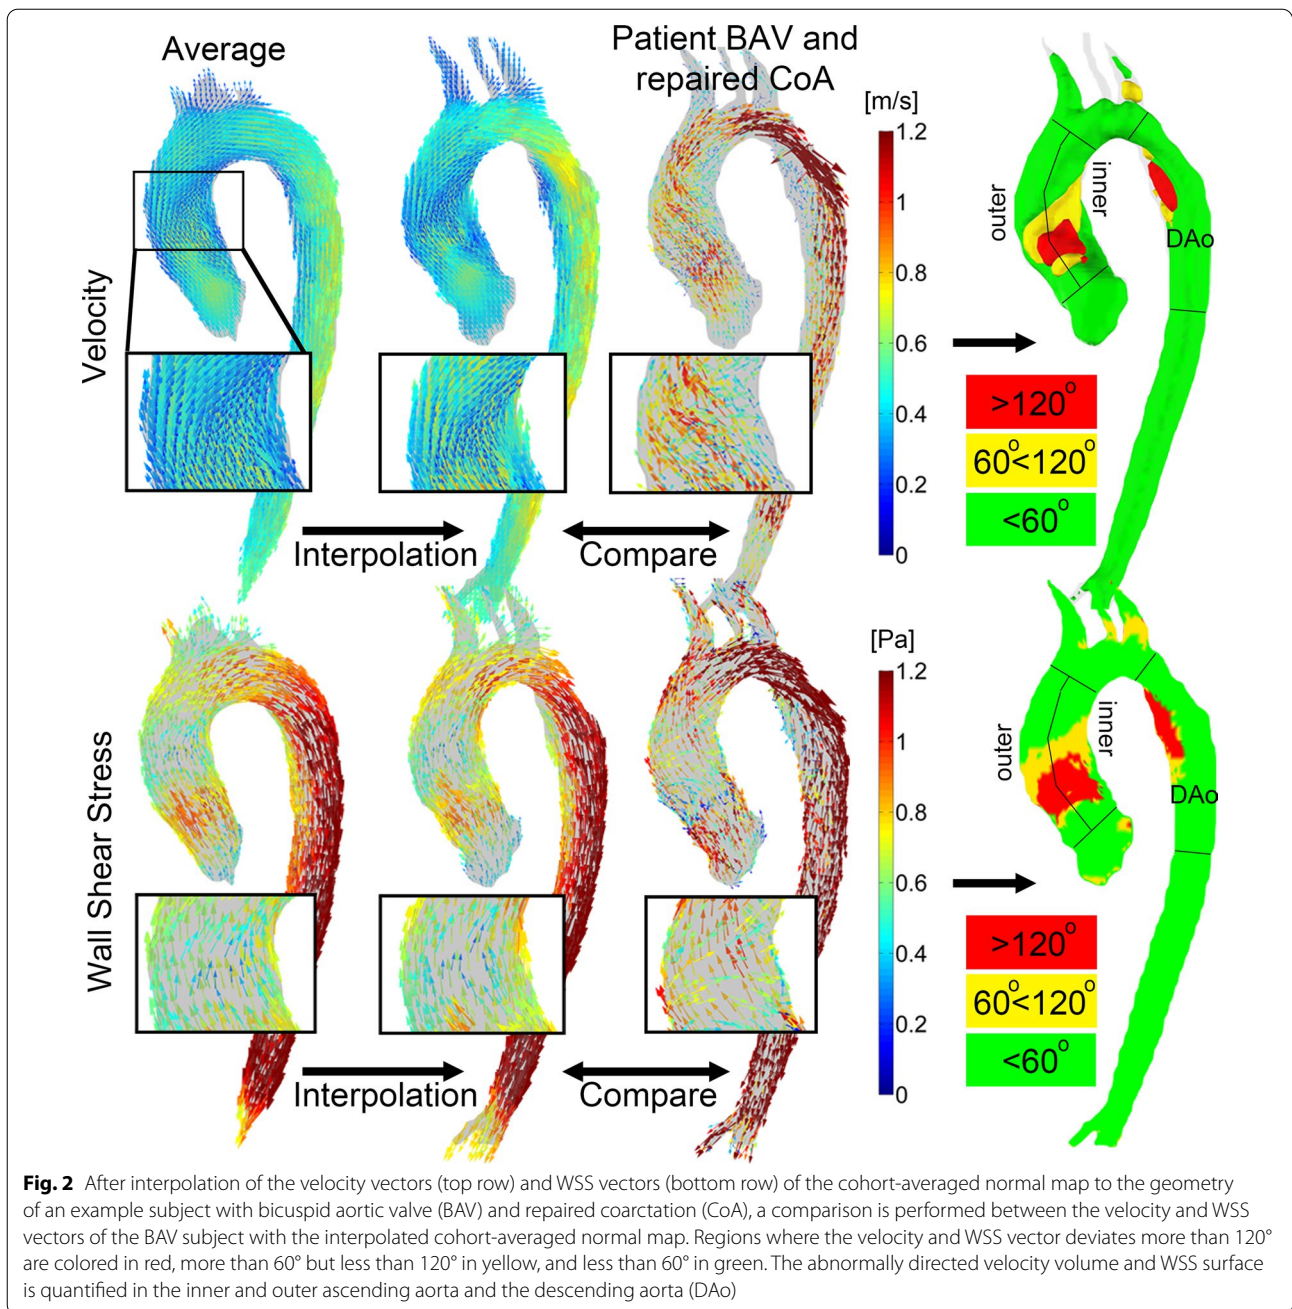 Average
Patient BAV and
repaired CoA
[m/s]
1.2
1
0.8
0.6
0.4
0.2
0
Velocity
outer
inner
DAo
>120°
60°<120°
<60°
Interpolation
Compare
Wall Shear Stress
[Pa]
1.2
1
0.8
0.6
0.4
0.2
0
outer
inner
DAo
>120°
60°<120°
<60°
Interpolation
Compare
Fig. 2 After interpolation of the velocity vectors (top row) and WSS vectors (bottom row) of the cohort-averaged normal map to the geometry
of an example subject with bicuspid aortic valve (BAV) and repaired coarctation (CoA), a comparison is performed between the velocity and WSS
vectors of the BAV subject with the interpolated cohort-averaged normal map. Regions where the velocity and WSS vector deviates more than 120°
are colored in red, more than 60° but less than 120° in yellow, and less than 60° in green. The abnormally directed velocity volume and WSS surface
is quantified in the inner and outer ascending aorta and the descending aorta (DAo)